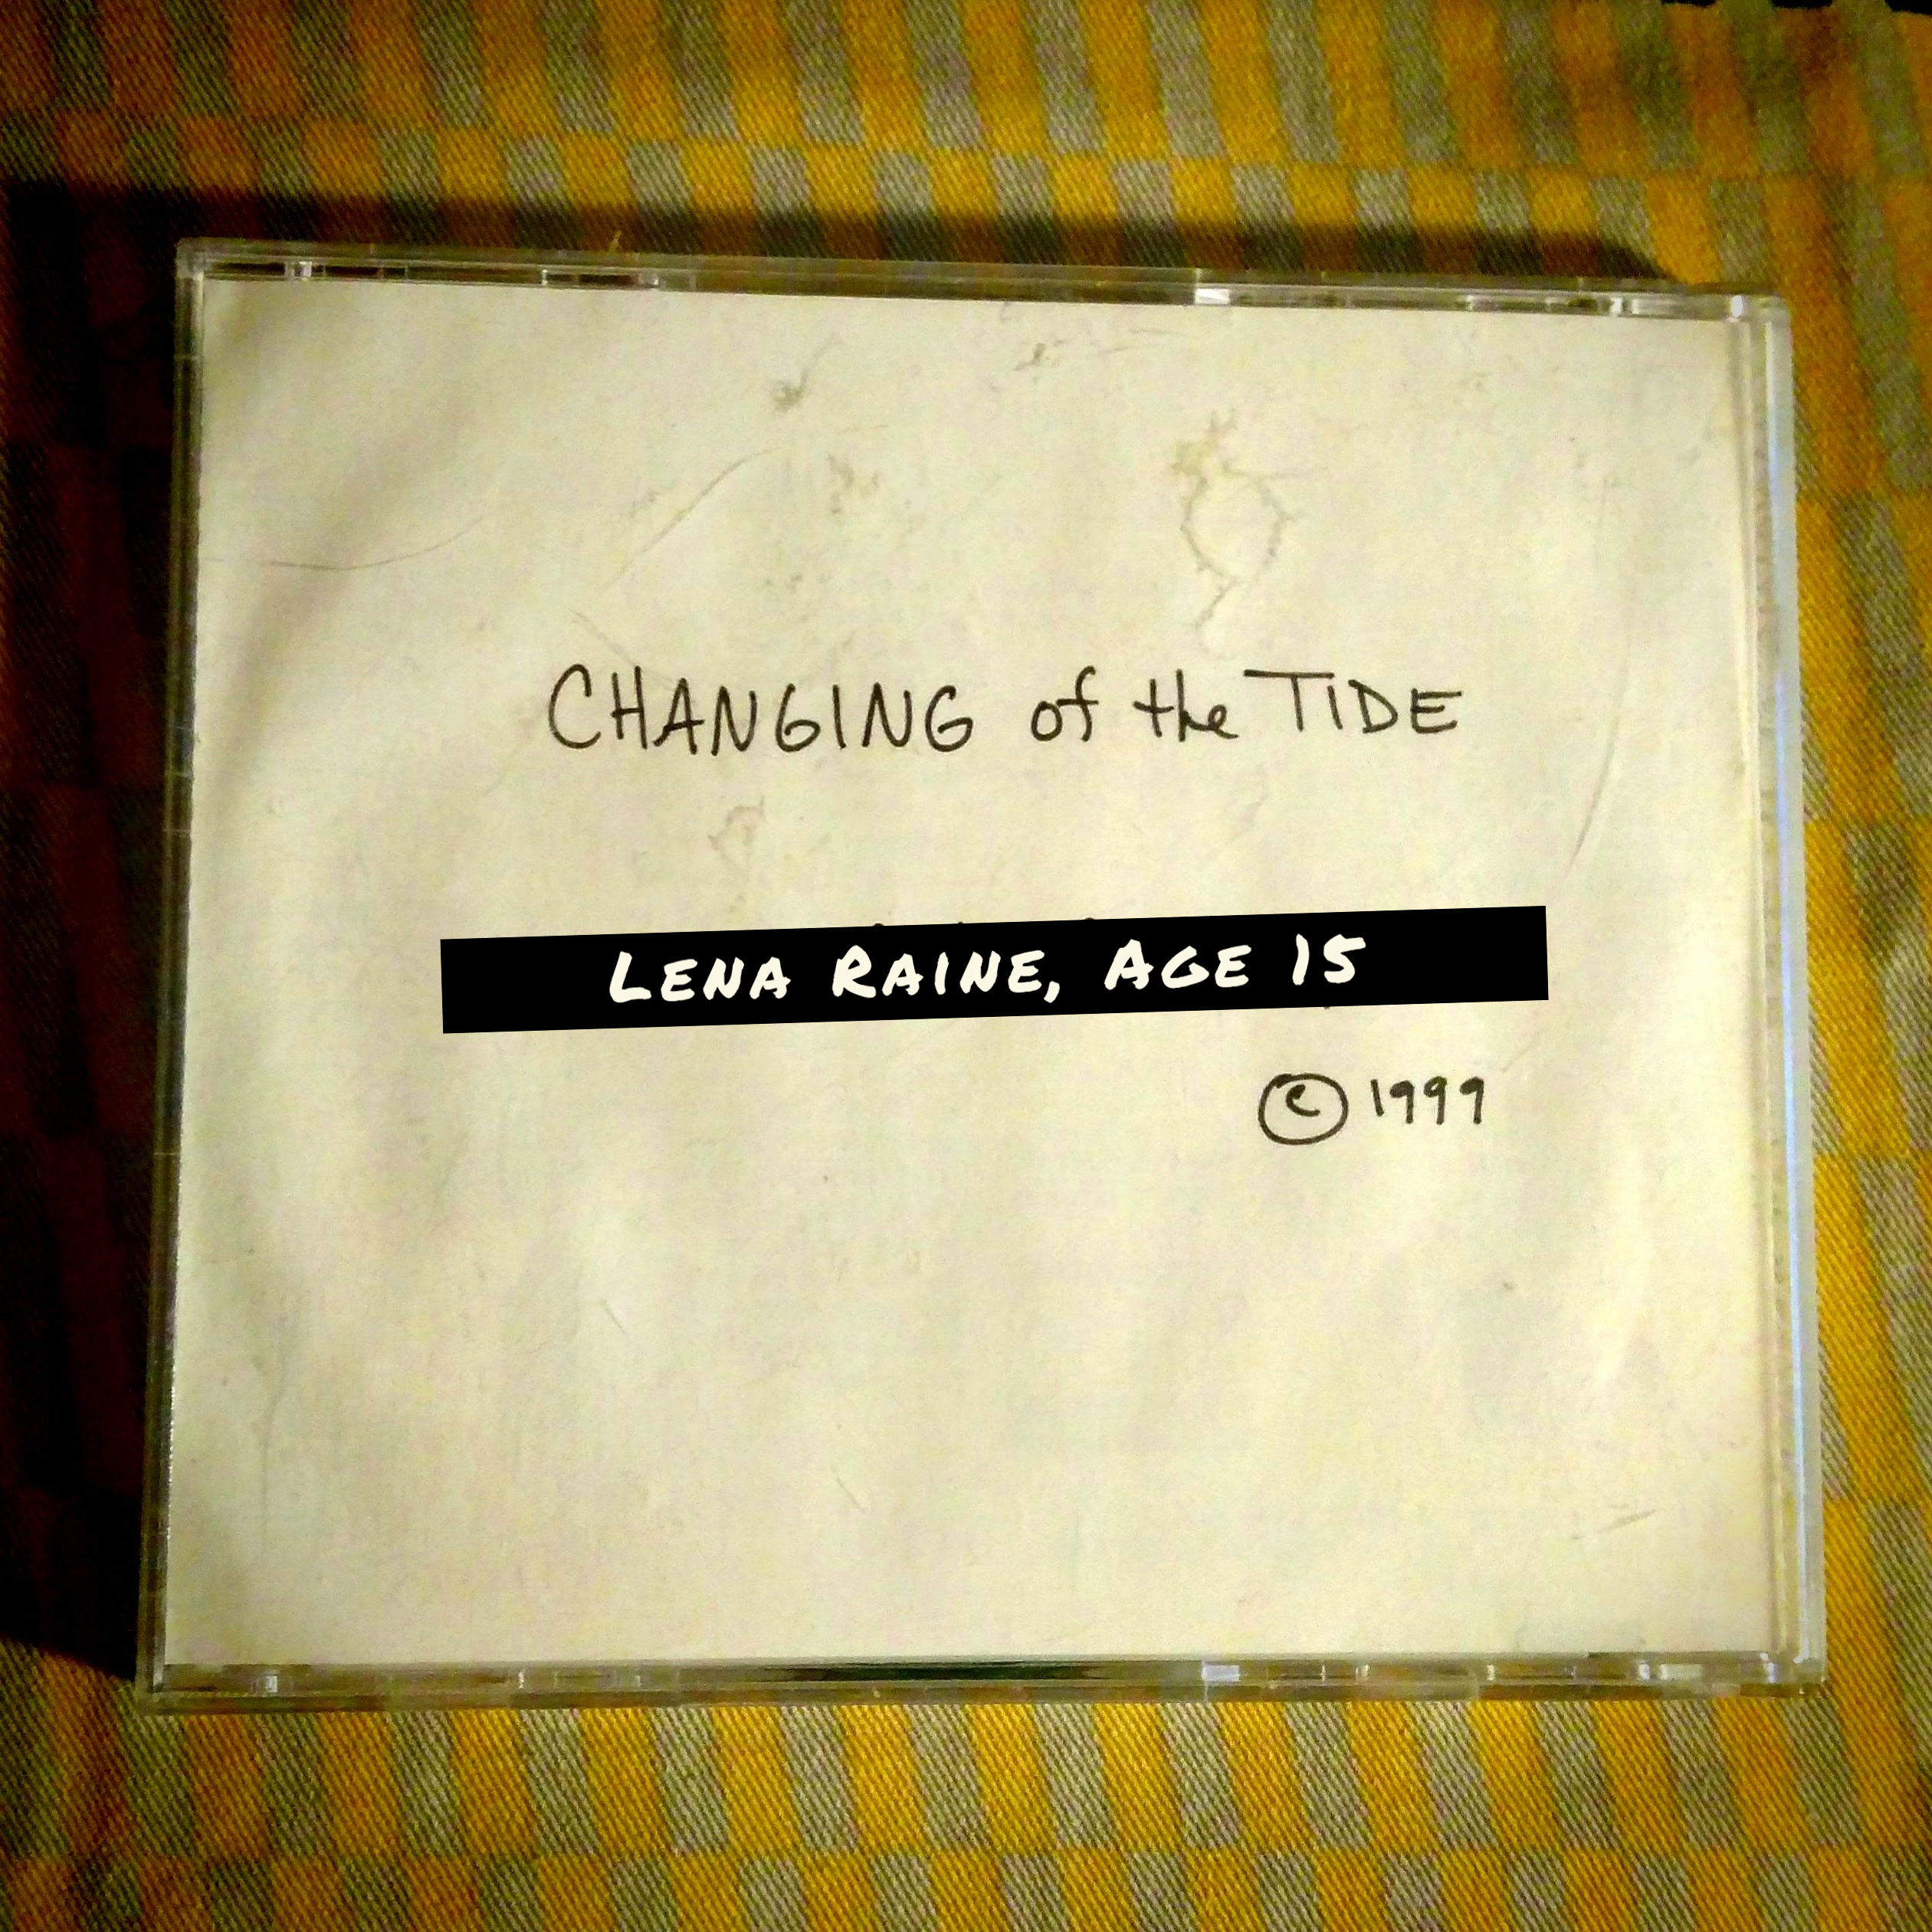 CHANGING of the TIDE
Lena Raine, Age 15
© 1999